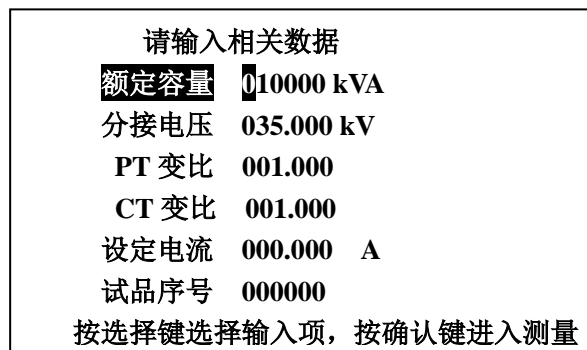 请输入相关数据
额定容量 010000 kVA
分接电压 035.000 kV
PT 变比 001.000
CT 变比 001.000
设定电流 000.000 A
试品序号 000000
按选择键选择输入项，按确认键进入测量